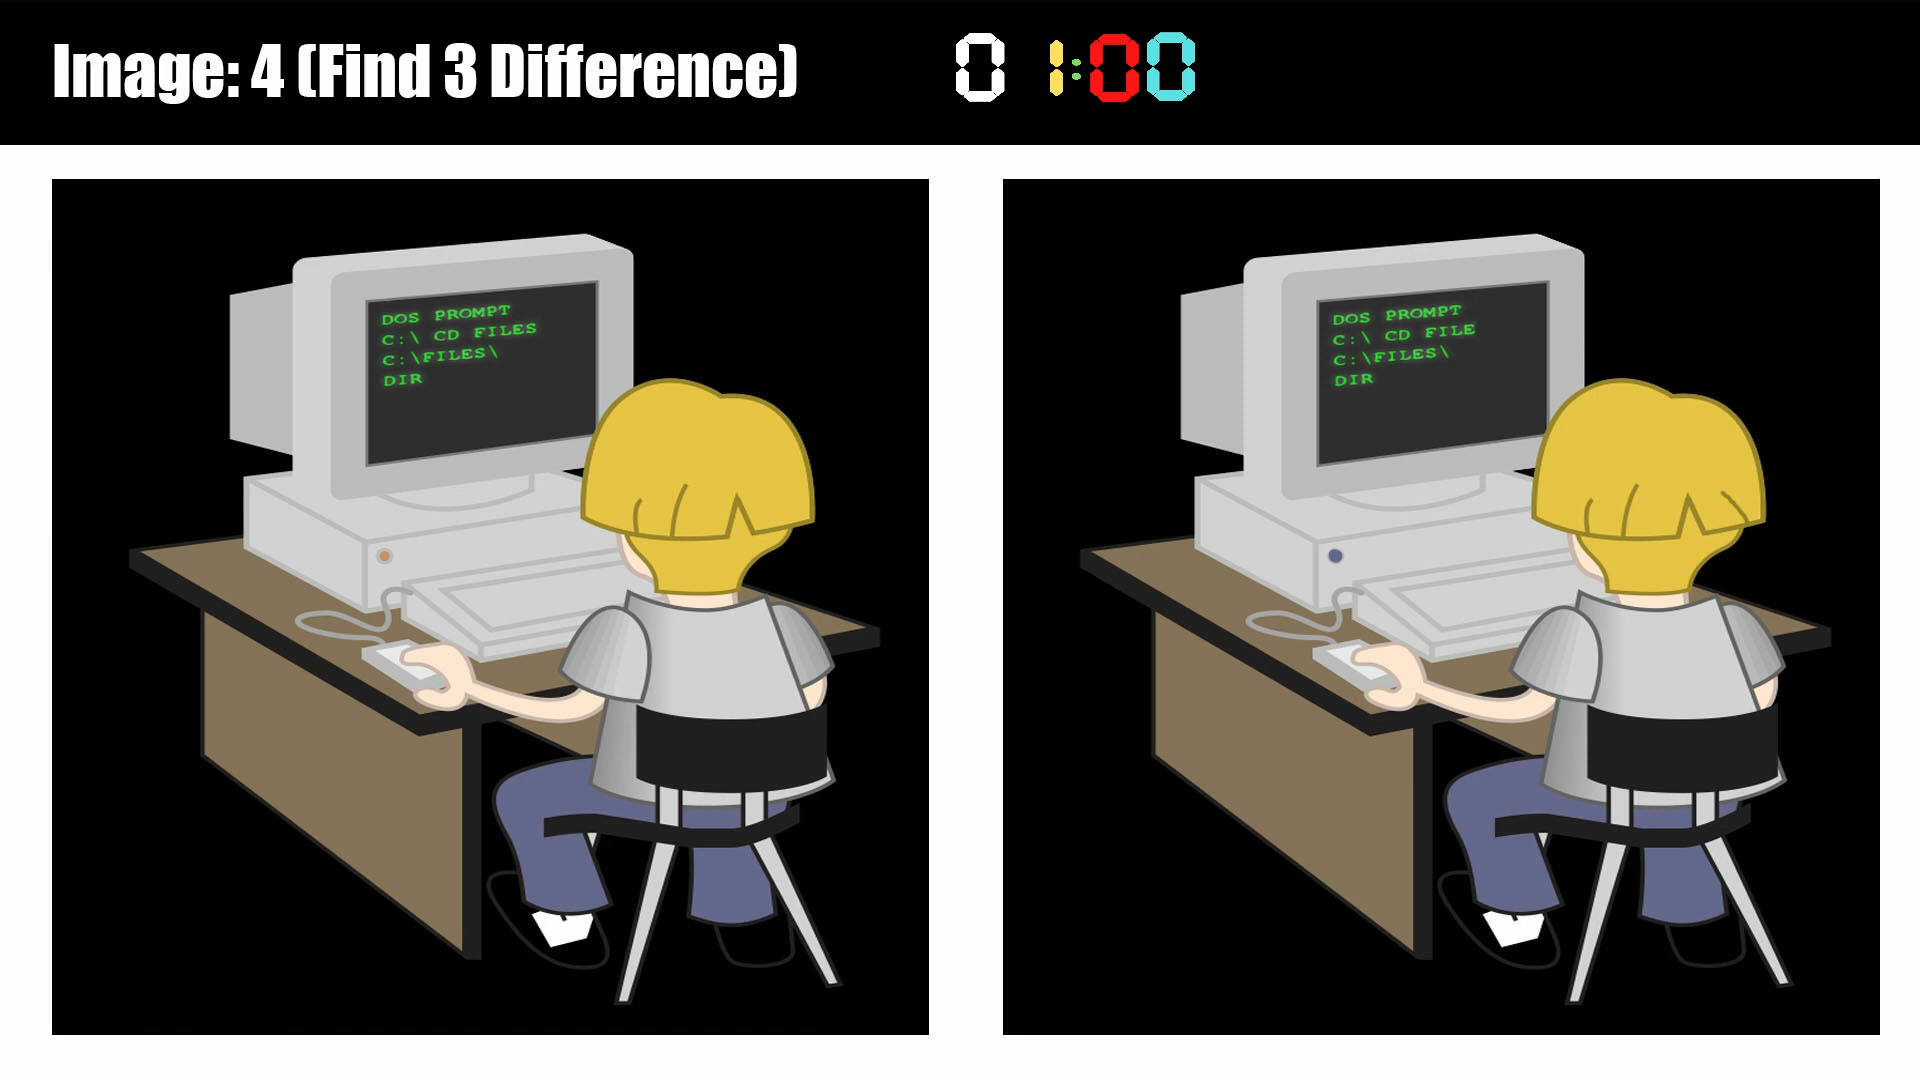 Image: 4 (Find 3 Difference)
0 1:00
DOS PROMPT
C:\ CD FILES
C:\FILES\
DIR
DOS PROMPT
C:\ CD FILE
C:\FILES\
DIR